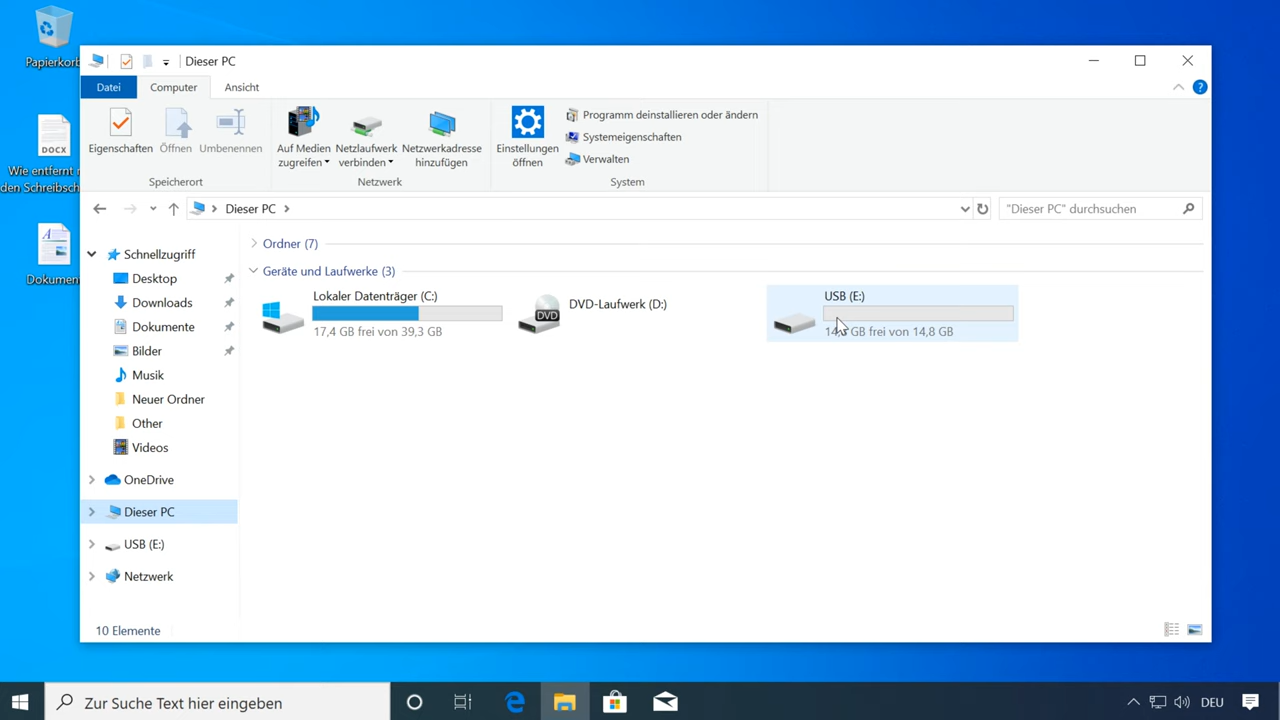 Papierkorb
Wie entfernt
den Schreibsch
Dokumen
Dieser PC
Datei
Computer
Ansicht
Eigenschaften
Öffnen
Umbenennen
Speicherort
Auf Medien
zugreifen
Netzlaufwerk
verbinden
Netzwerkadresse
hinzufügen
Netzwerk
Einstellungen
öffnen
Programm deinstallieren oder ändern
Systemeigenschaften
Verwalten
System
Dieser PC
"Dieser PC" durchsuchen
Schnellzugriff
Desktop
Downloads
Dokumente
Bilder
Musik
Neuer Ordner
Other
Videos
OneDrive
Dieser PC
USB (E:)
Netzwerk
Ordner (7)
Geräte und Laufwerke (3)
Lokaler Datenträger (C:)
17,4 GB frei von 39,3 GB
DVD
DVD-Laufwerk (D:)
USB (E:)
GB frei von 14,8 GB
10 Elemente
DOCX
Zur Suche Text hier eingeben
DEU